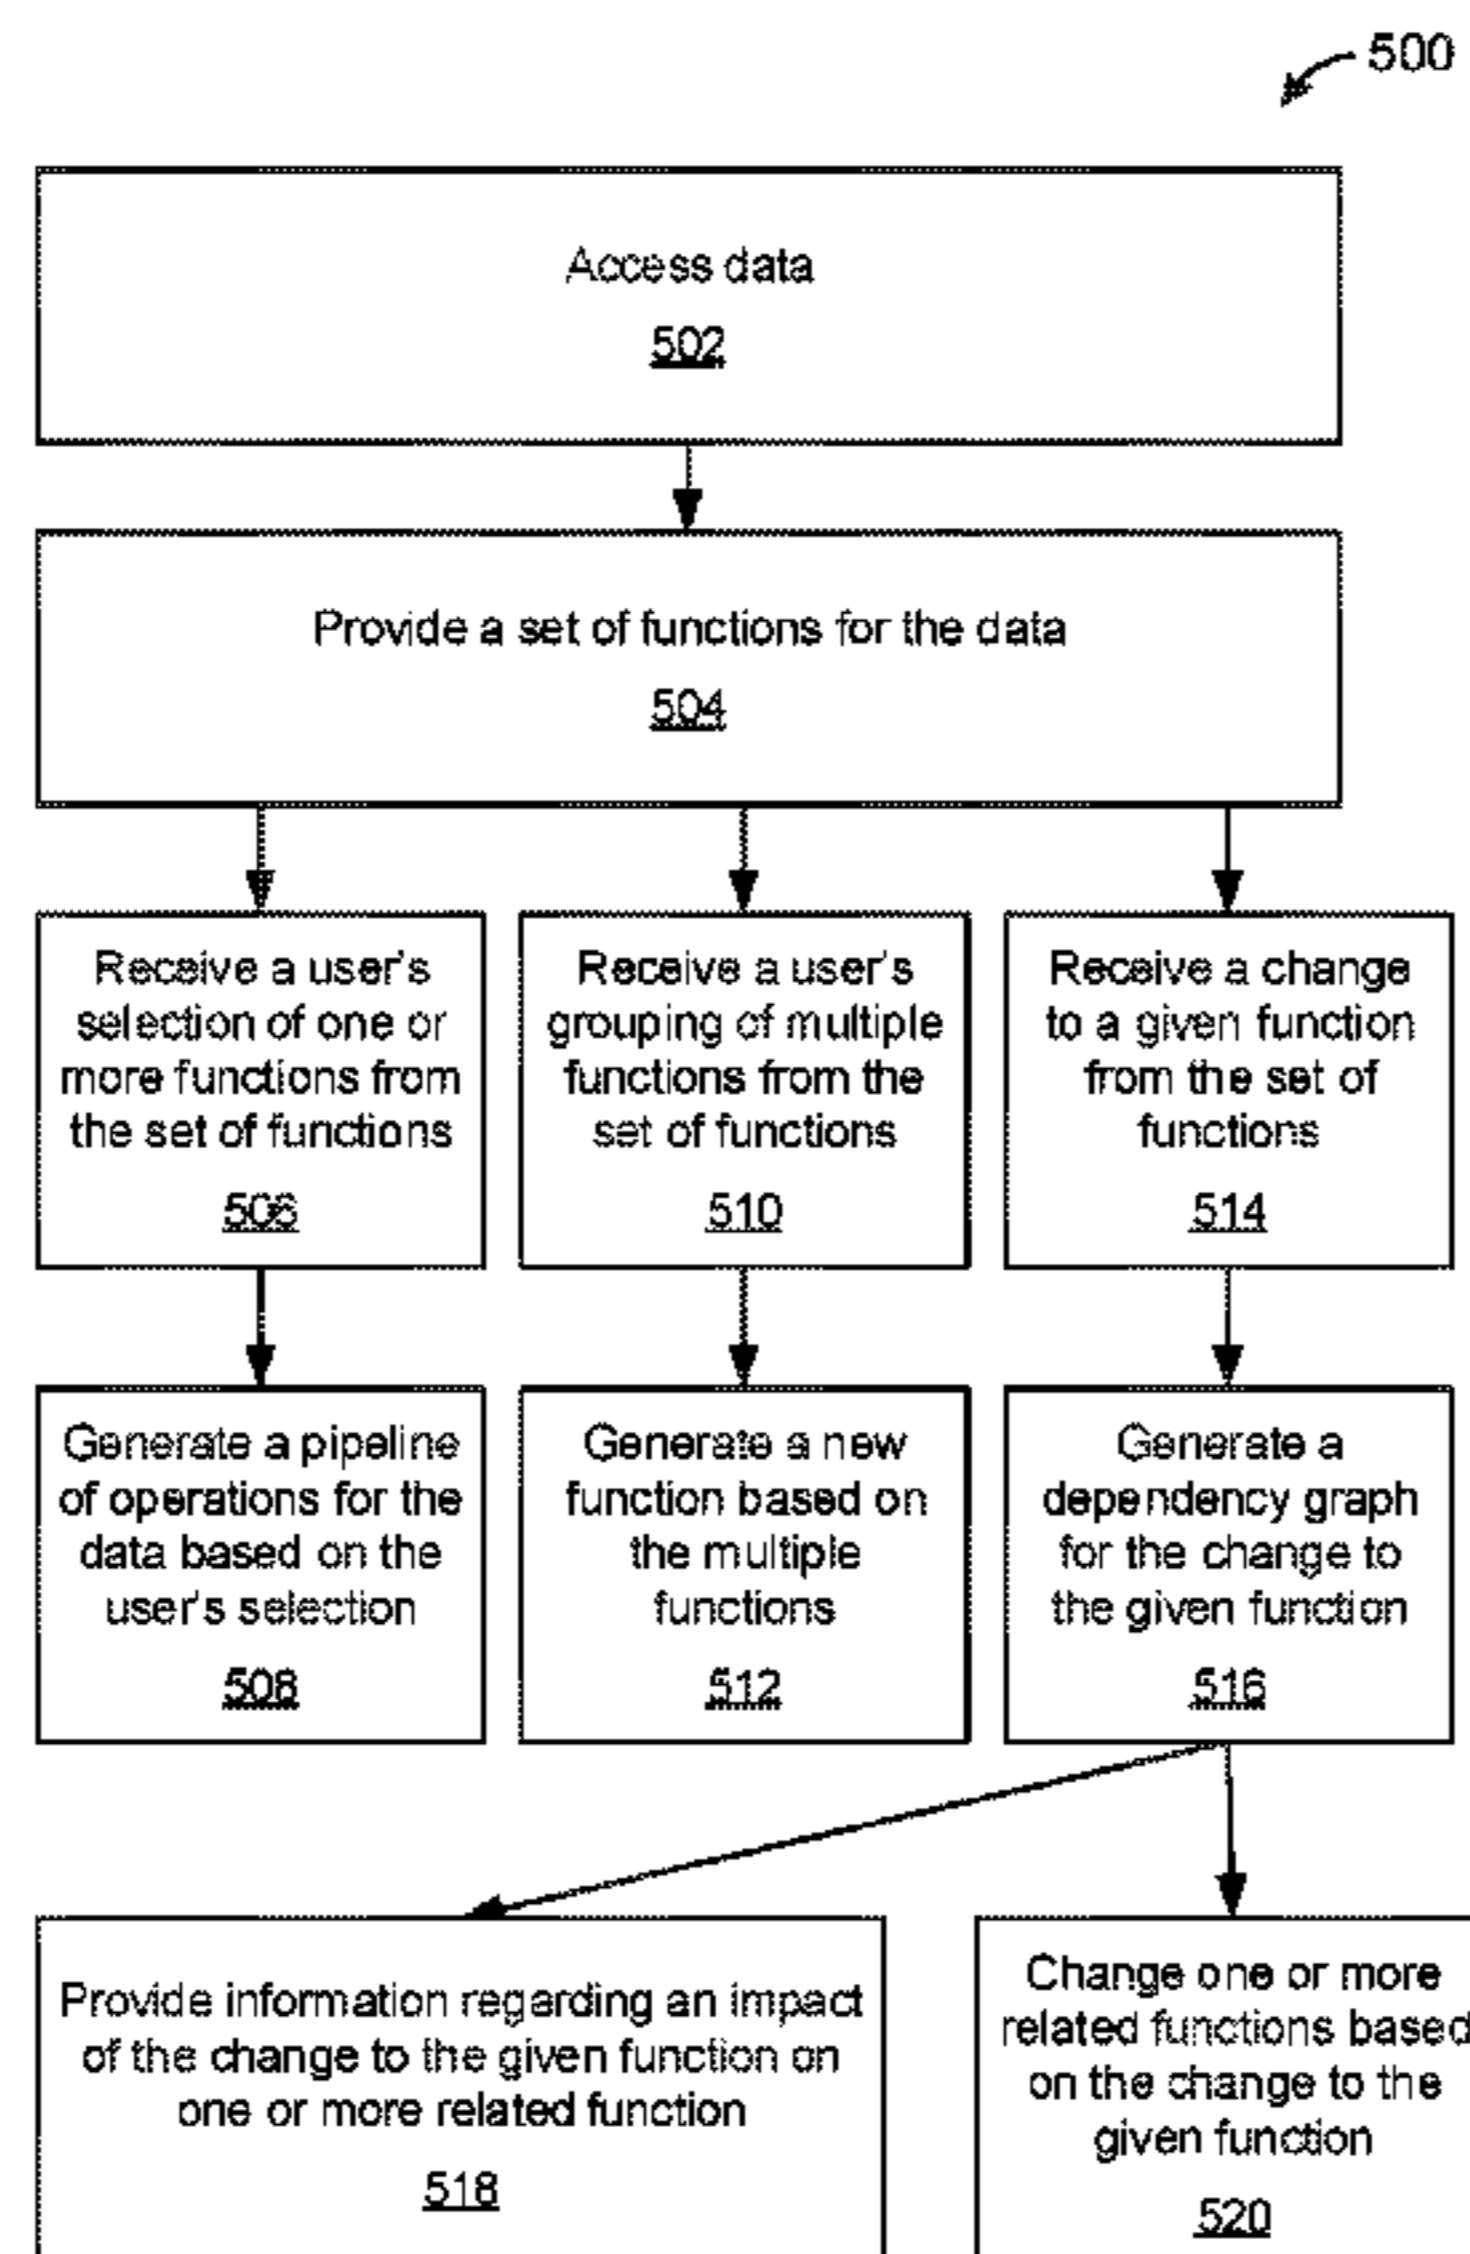 500
Access data
502
Provide a set of functions for the data
504
Receive a user's
selection of one or
more functions from
the set of functions
506
Receive a user's
grouping of multiple
functions from the
set of functions
510
Receive a change
to a given function
from the set of
functions
514
Generate a pipeline
of operations for the
data based on the
user's selection
508
Generate a new
function based on
the multiple
functions
512
Generate a
dependency graph
for the change to
the given function
516
Provide information regarding an impact
of the change to the given function on
one or more related function
518
Change one or more
related functions based
on the change to the
given function
520